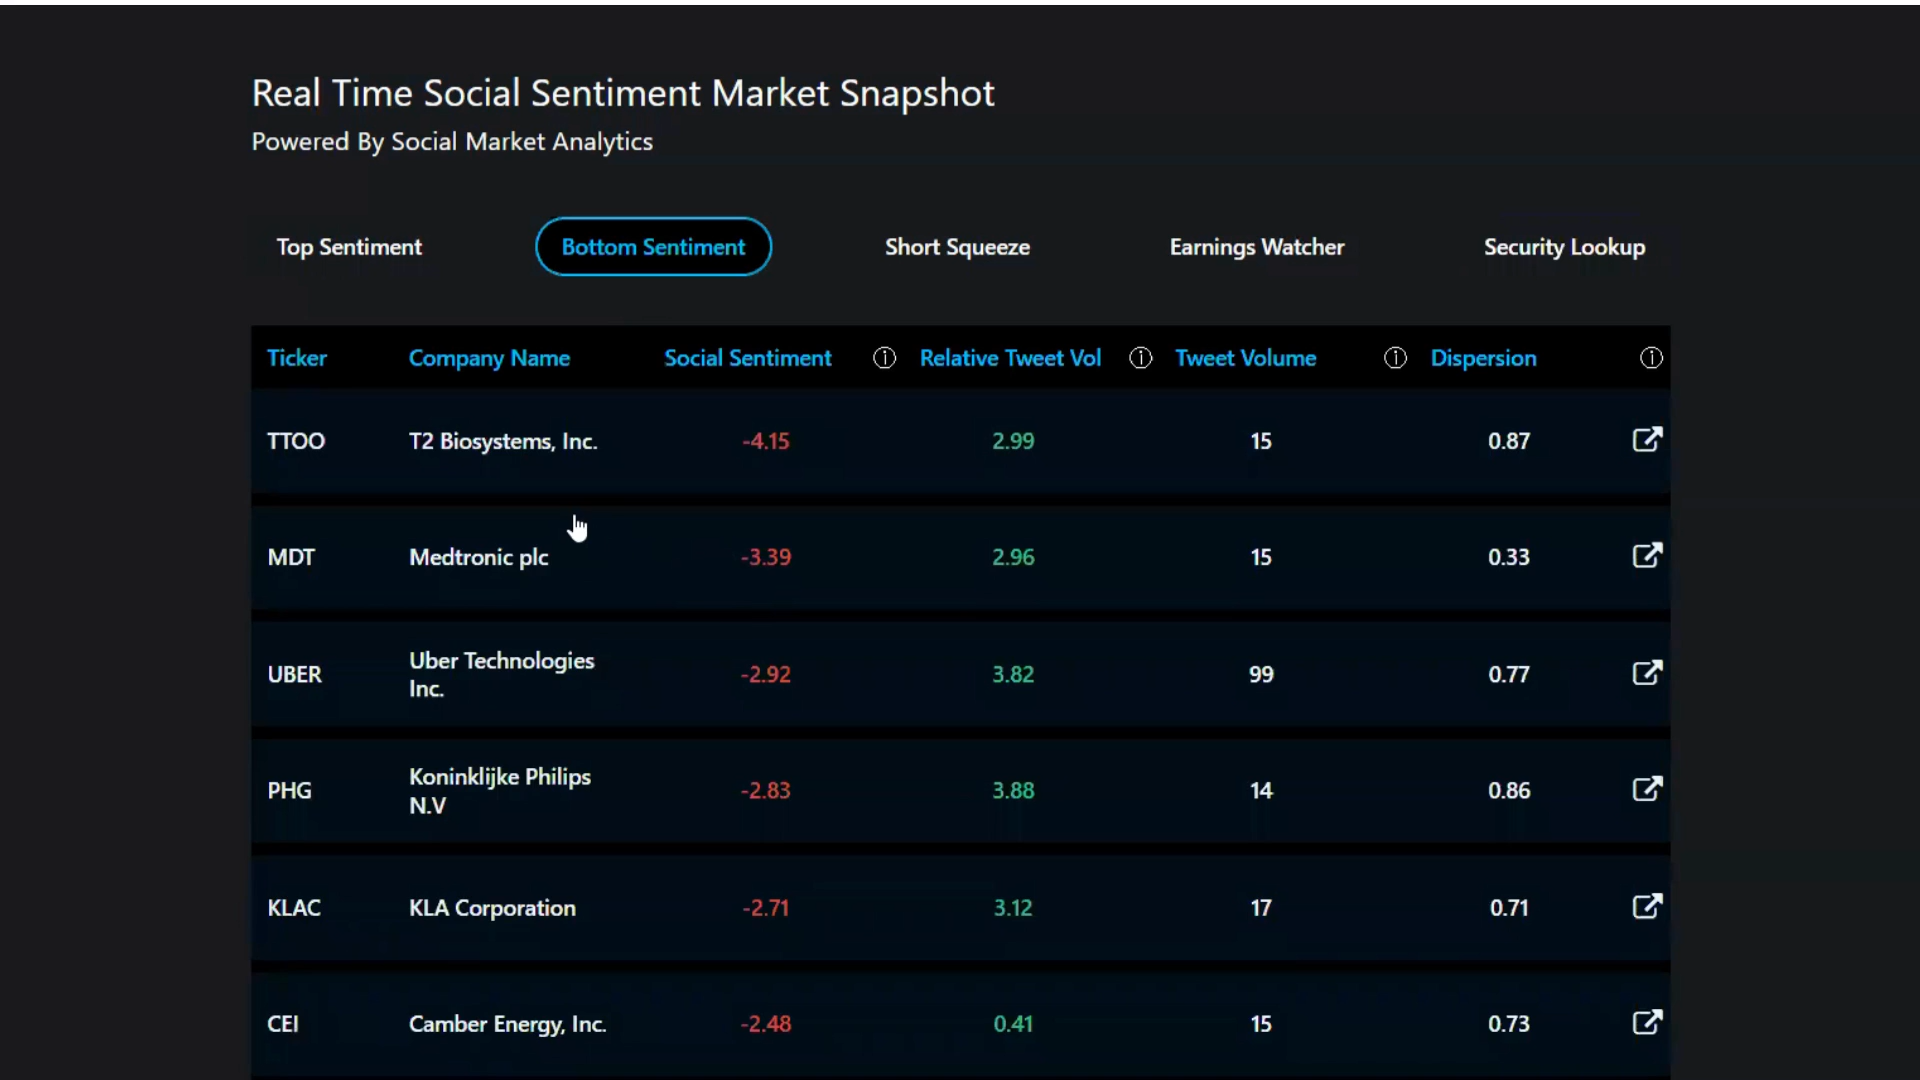 Real Time Social Sentiment Market Snapshot
Powered By Social Market Analytics
Top Sentiment Bottom Sentiment Short Squeeze Earnings Watcher Security Lookup
Ticker Company Name Social Sentiment Relative Tweet Vol Tweet Volume Dispersion
TTOO T2 Biosystems, Inc. -4.15 2.99 15 0.87
MDT Medtronic plc -3.39 2.96 15 0.33
UBER Uber Technologies Inc. -2.92 3.82 99 0.77
PHG Koninklijke Philips N.V -2.83 3.88 14 0.86
KLAC KLA Corporation -2.71 3.12 17 0.71
CEI Camber Energy, Inc. -2.48 0.41 15 0.73